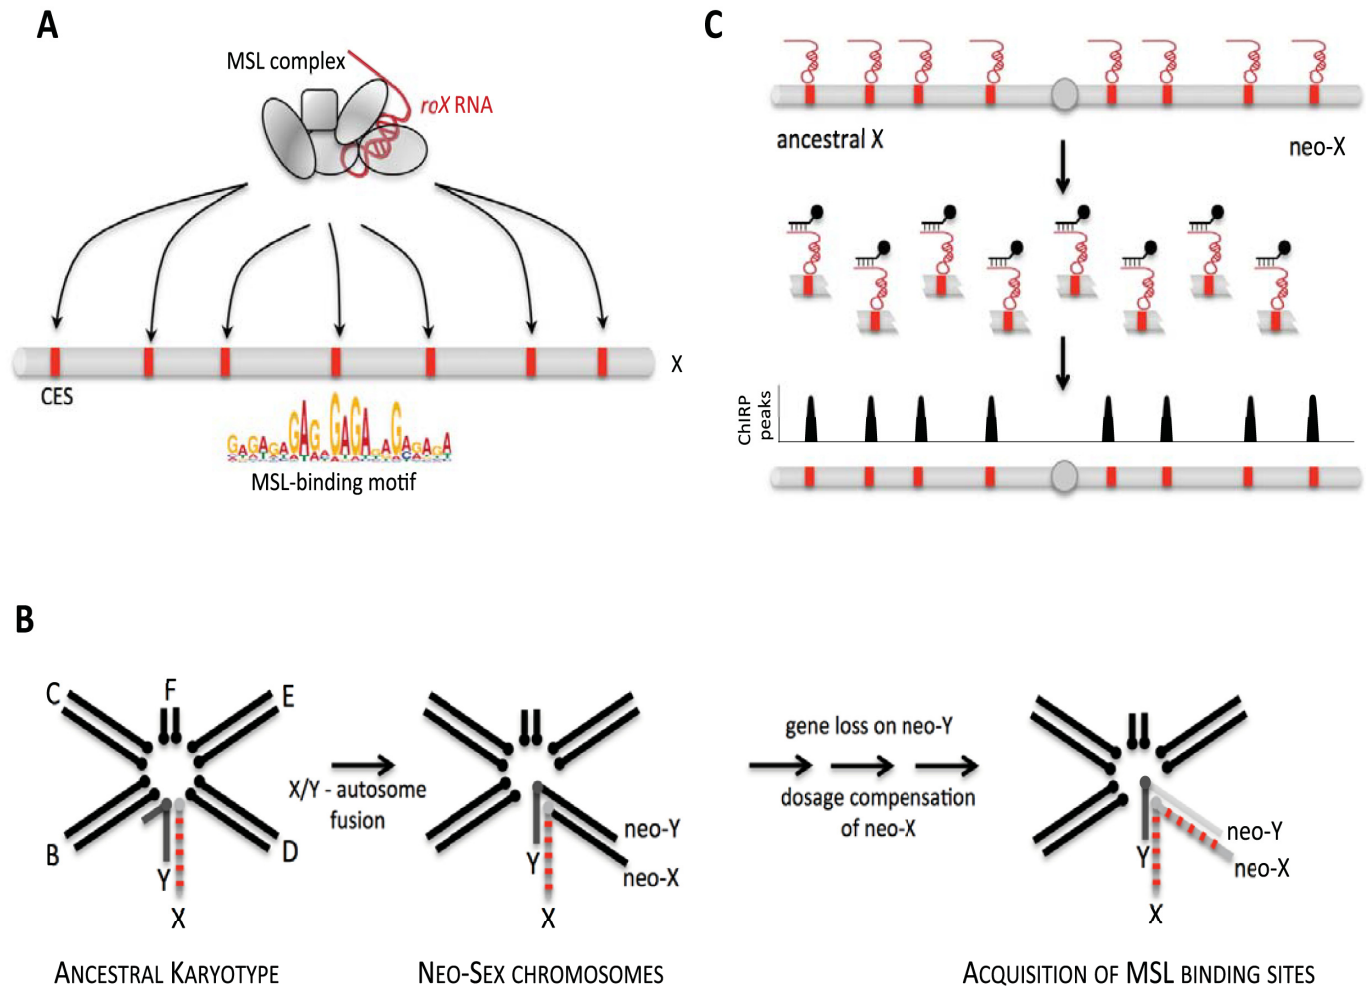 A
MSL complex
roX RNA
X
CES
GAGAGAGAGAAGAGAGAGAGAGA
MSL-binding motif
C
ancestral X
neo-X
ChIRP
peaks
B
C
F
E
B
D
Y
X
X/Y - autosome
fusion
neo-Y
Y
neo-X
X
gene loss on neo-Y
dosage compensation
of neo-X
neo-Y
Y
neo-X
X
ANCESTRAL KARYOTYPE
NEO-SEX CHROMOSOMES
ACQUISITION OF MSL BINDING SITES